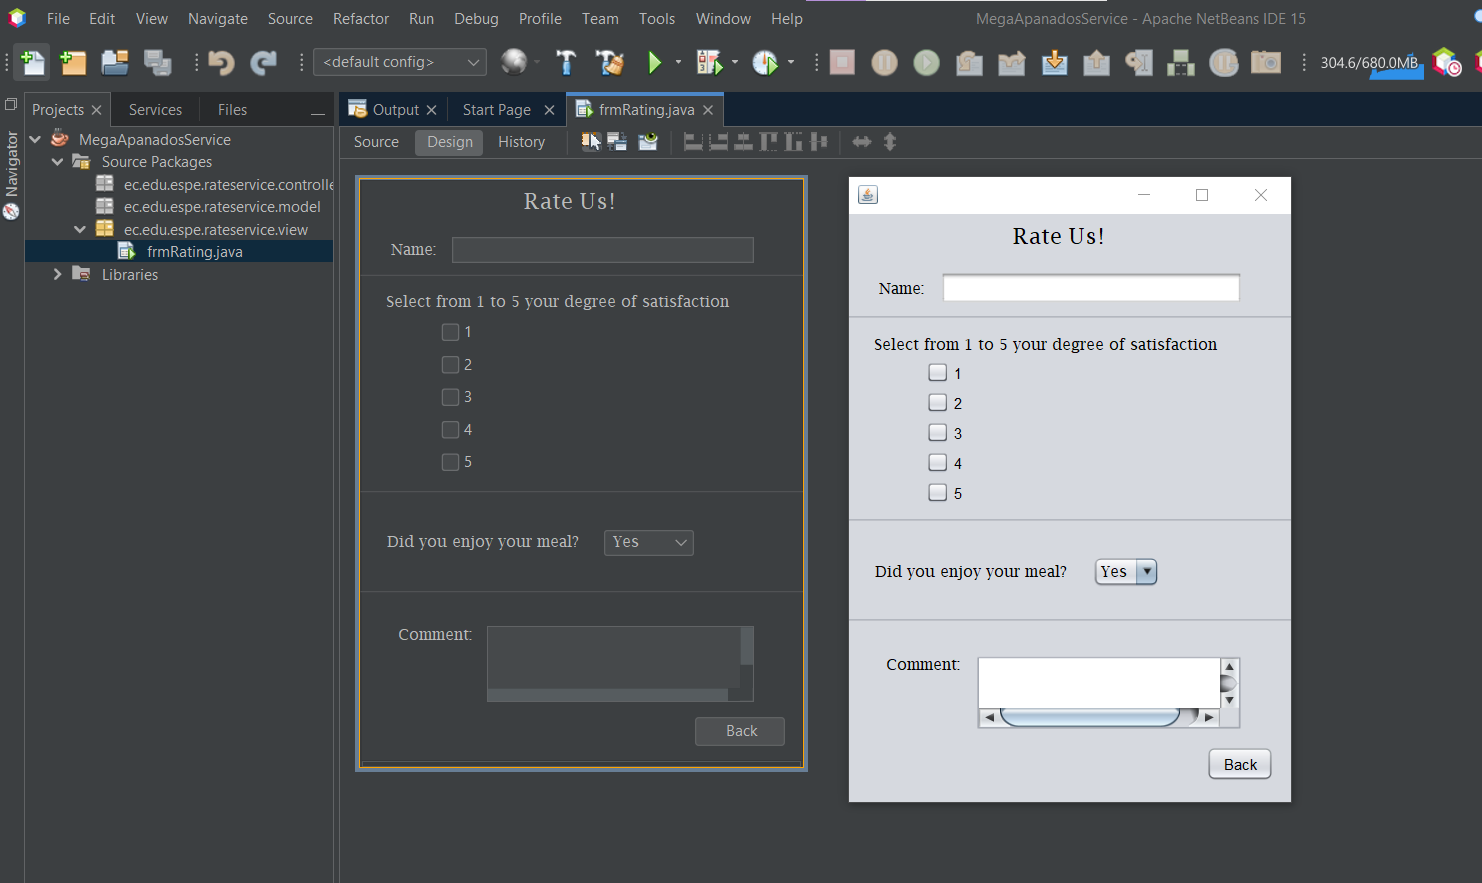 File Edit View Navigate Source Refactor Run Debug Profile Team Tools Window Help MegaApanadosService - Apache NetBeans IDE 15
<default config> 304.6/680.0MB
Projects Services Files Output Start Page frmRating.java
Navigator
Source Design History
MegaApanadosService
Source Packages
ec.edu.espe.rateservice.controlle
ec.edu.espe.rateservice.model
ec.edu.espe.rateservice.view
frmRating.java
Libraries
Rate Us!
Name:
Select from 1 to 5 your degree of satisfaction
1
2
3
4
5
Did you enjoy your meal? Yes
Comment:
Back
Rate Us!
Name:
Select from 1 to 5 your degree of satisfaction
1
2
3
4
5
Did you enjoy your meal? Yes
Comment:
Back